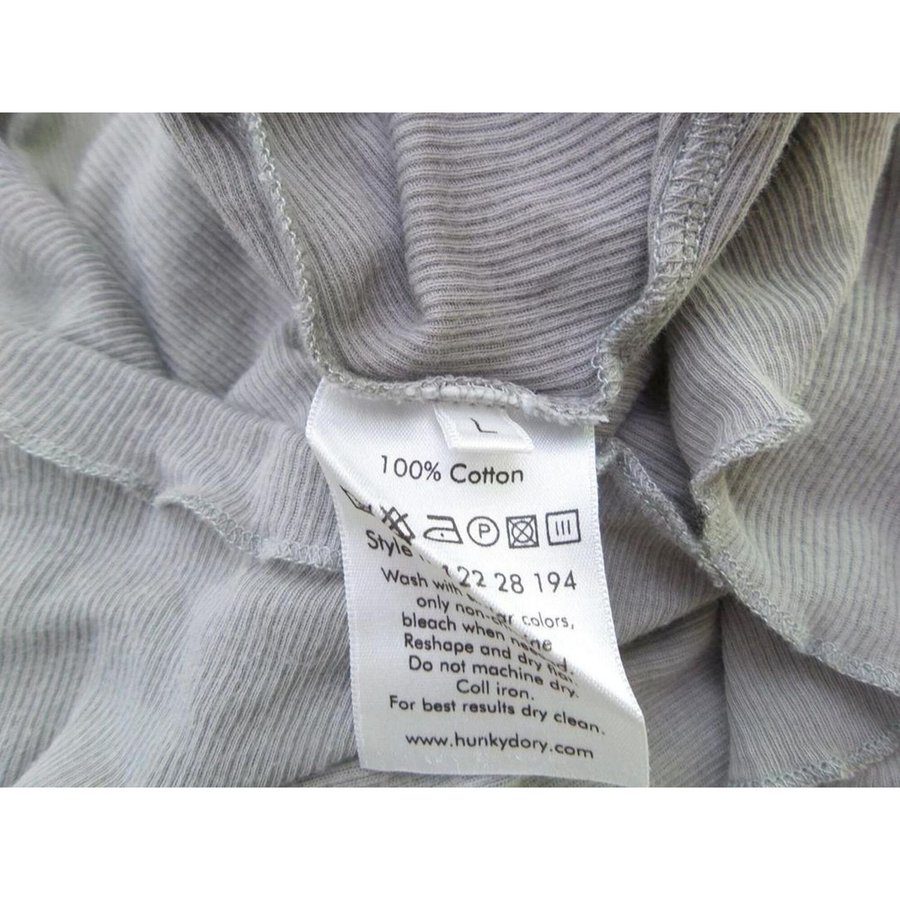 L
100% Cotton
P
Style 22 28 194
Wash with colors,
only non-
bleach when
Reshape and dry
Do not machine dry.
Coll iron.
For best results dry clean.
www.hunkydory.com